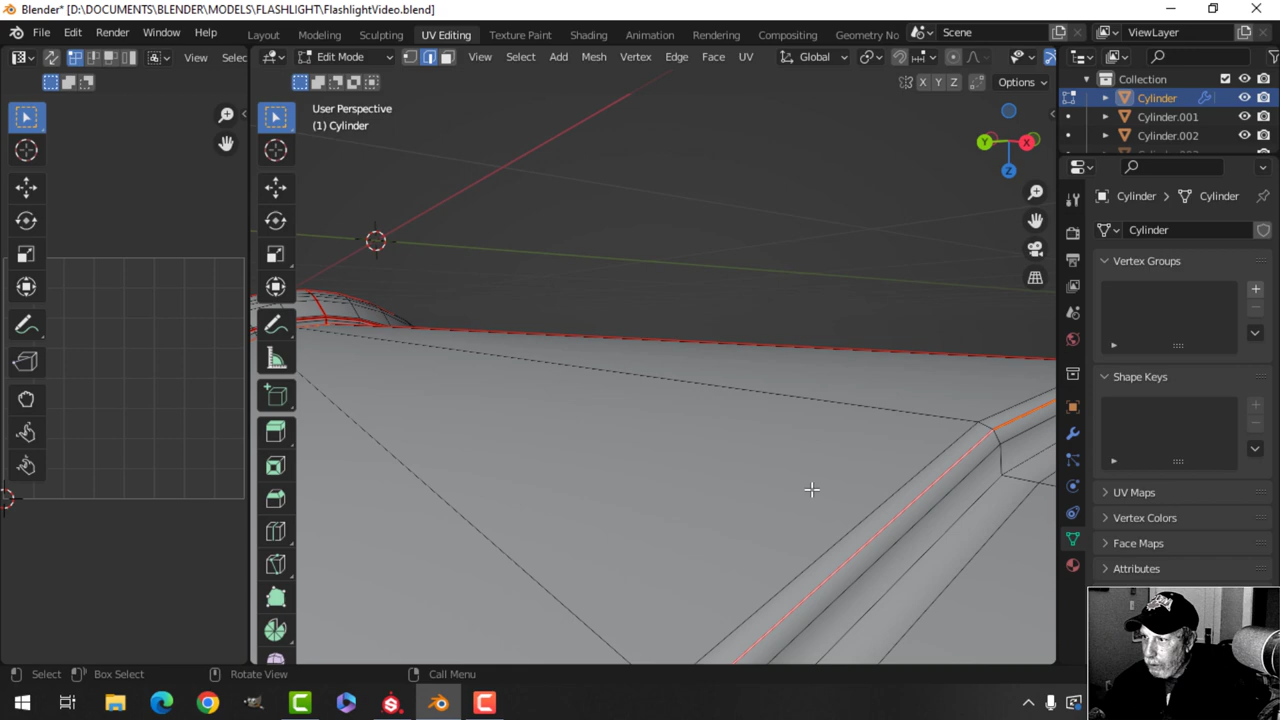 Blender* [D:\DOCUMENTS\BLENDER\MODELS\FLASHLIGHT\FlashlightVideo.blend]
File Edit Render Window Help Layout Modeling Sculpting UV Editing Texture Paint Shading Animation Rendering Compositing Geometry No Scene ViewLayer
View Selec Edit Mode View Select Add Mesh Vertex Edge Face UV Global
X Y Z Options
User Perspective
(1) Cylinder
Collection
Cylinder
Cylinder.001
Cylinder.002
Y X
Z
Cylinder Cylinder
Cylinder
Vertex Groups
Shape Keys
UV Maps
Vertex Colors
Face Maps
Attributes
Select Box Select Rotate View Call Menu